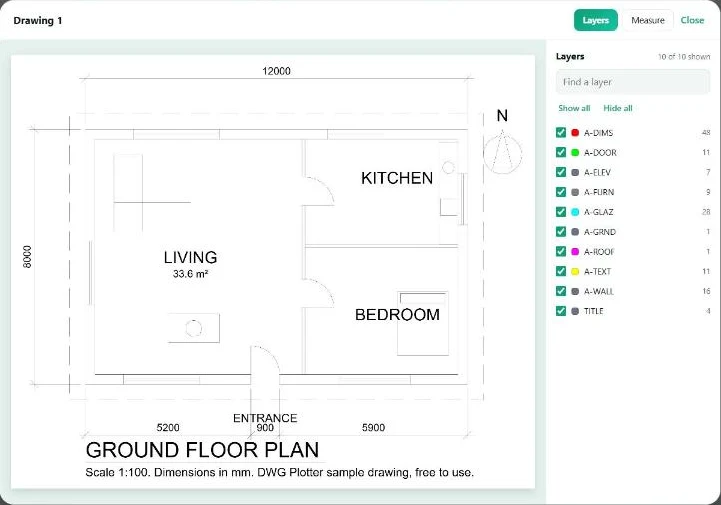 Drawing 1
Layers
Measure
Close
12000
N
KITCHEN
LIVING
33.6 m²
8000
BEDROOM
ENTRANCE
5200
900
5900
GROUND FLOOR PLAN
Scale 1:100. Dimensions in mm. DWG Plotter sample drawing, free to use.
Layers
10 of 10 shown
Find a layer
Show all
Hide all
A-DIMS 48
A-DOOR 11
A-ELEV 7
A-FURN 9
A-GLAZ 28
A-GRND 1
A-ROOF 1
A-TEXT 11
A-WALL 16
TITLE 4